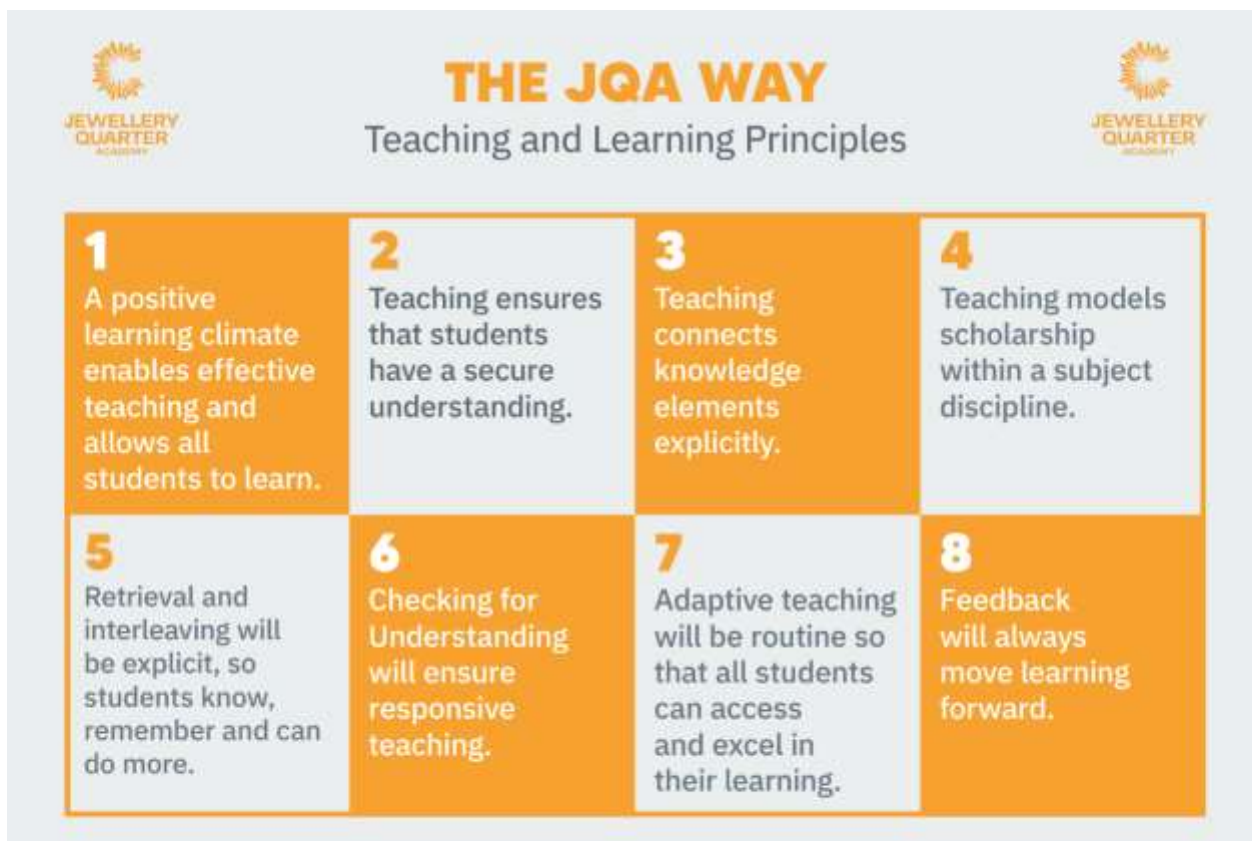 JEWELLERY
QUARTER
ACADEMY
THE JQA WAY
Teaching and Learning Principles
JEWELLERY
QUARTER
ACADEMY
1
A positive
learning climate
enables effective
teaching and
allows all
students to learn.
2
Teaching ensures
that students
have a secure
understanding.
3
Teaching
connects
knowledge
elements
explicitly.
4
Teaching models
scholarship
within a subject
discipline.
5
Retrieval and
interleaving will
be explicit, so
students know,
remember and can
do more.
6
Checking for
Understanding
will ensure
responsive
teaching.
7
Adaptive teaching
will be routine so
that all students
can access
and excel in
their learning.
8
Feedback
will always
move learning
forward.